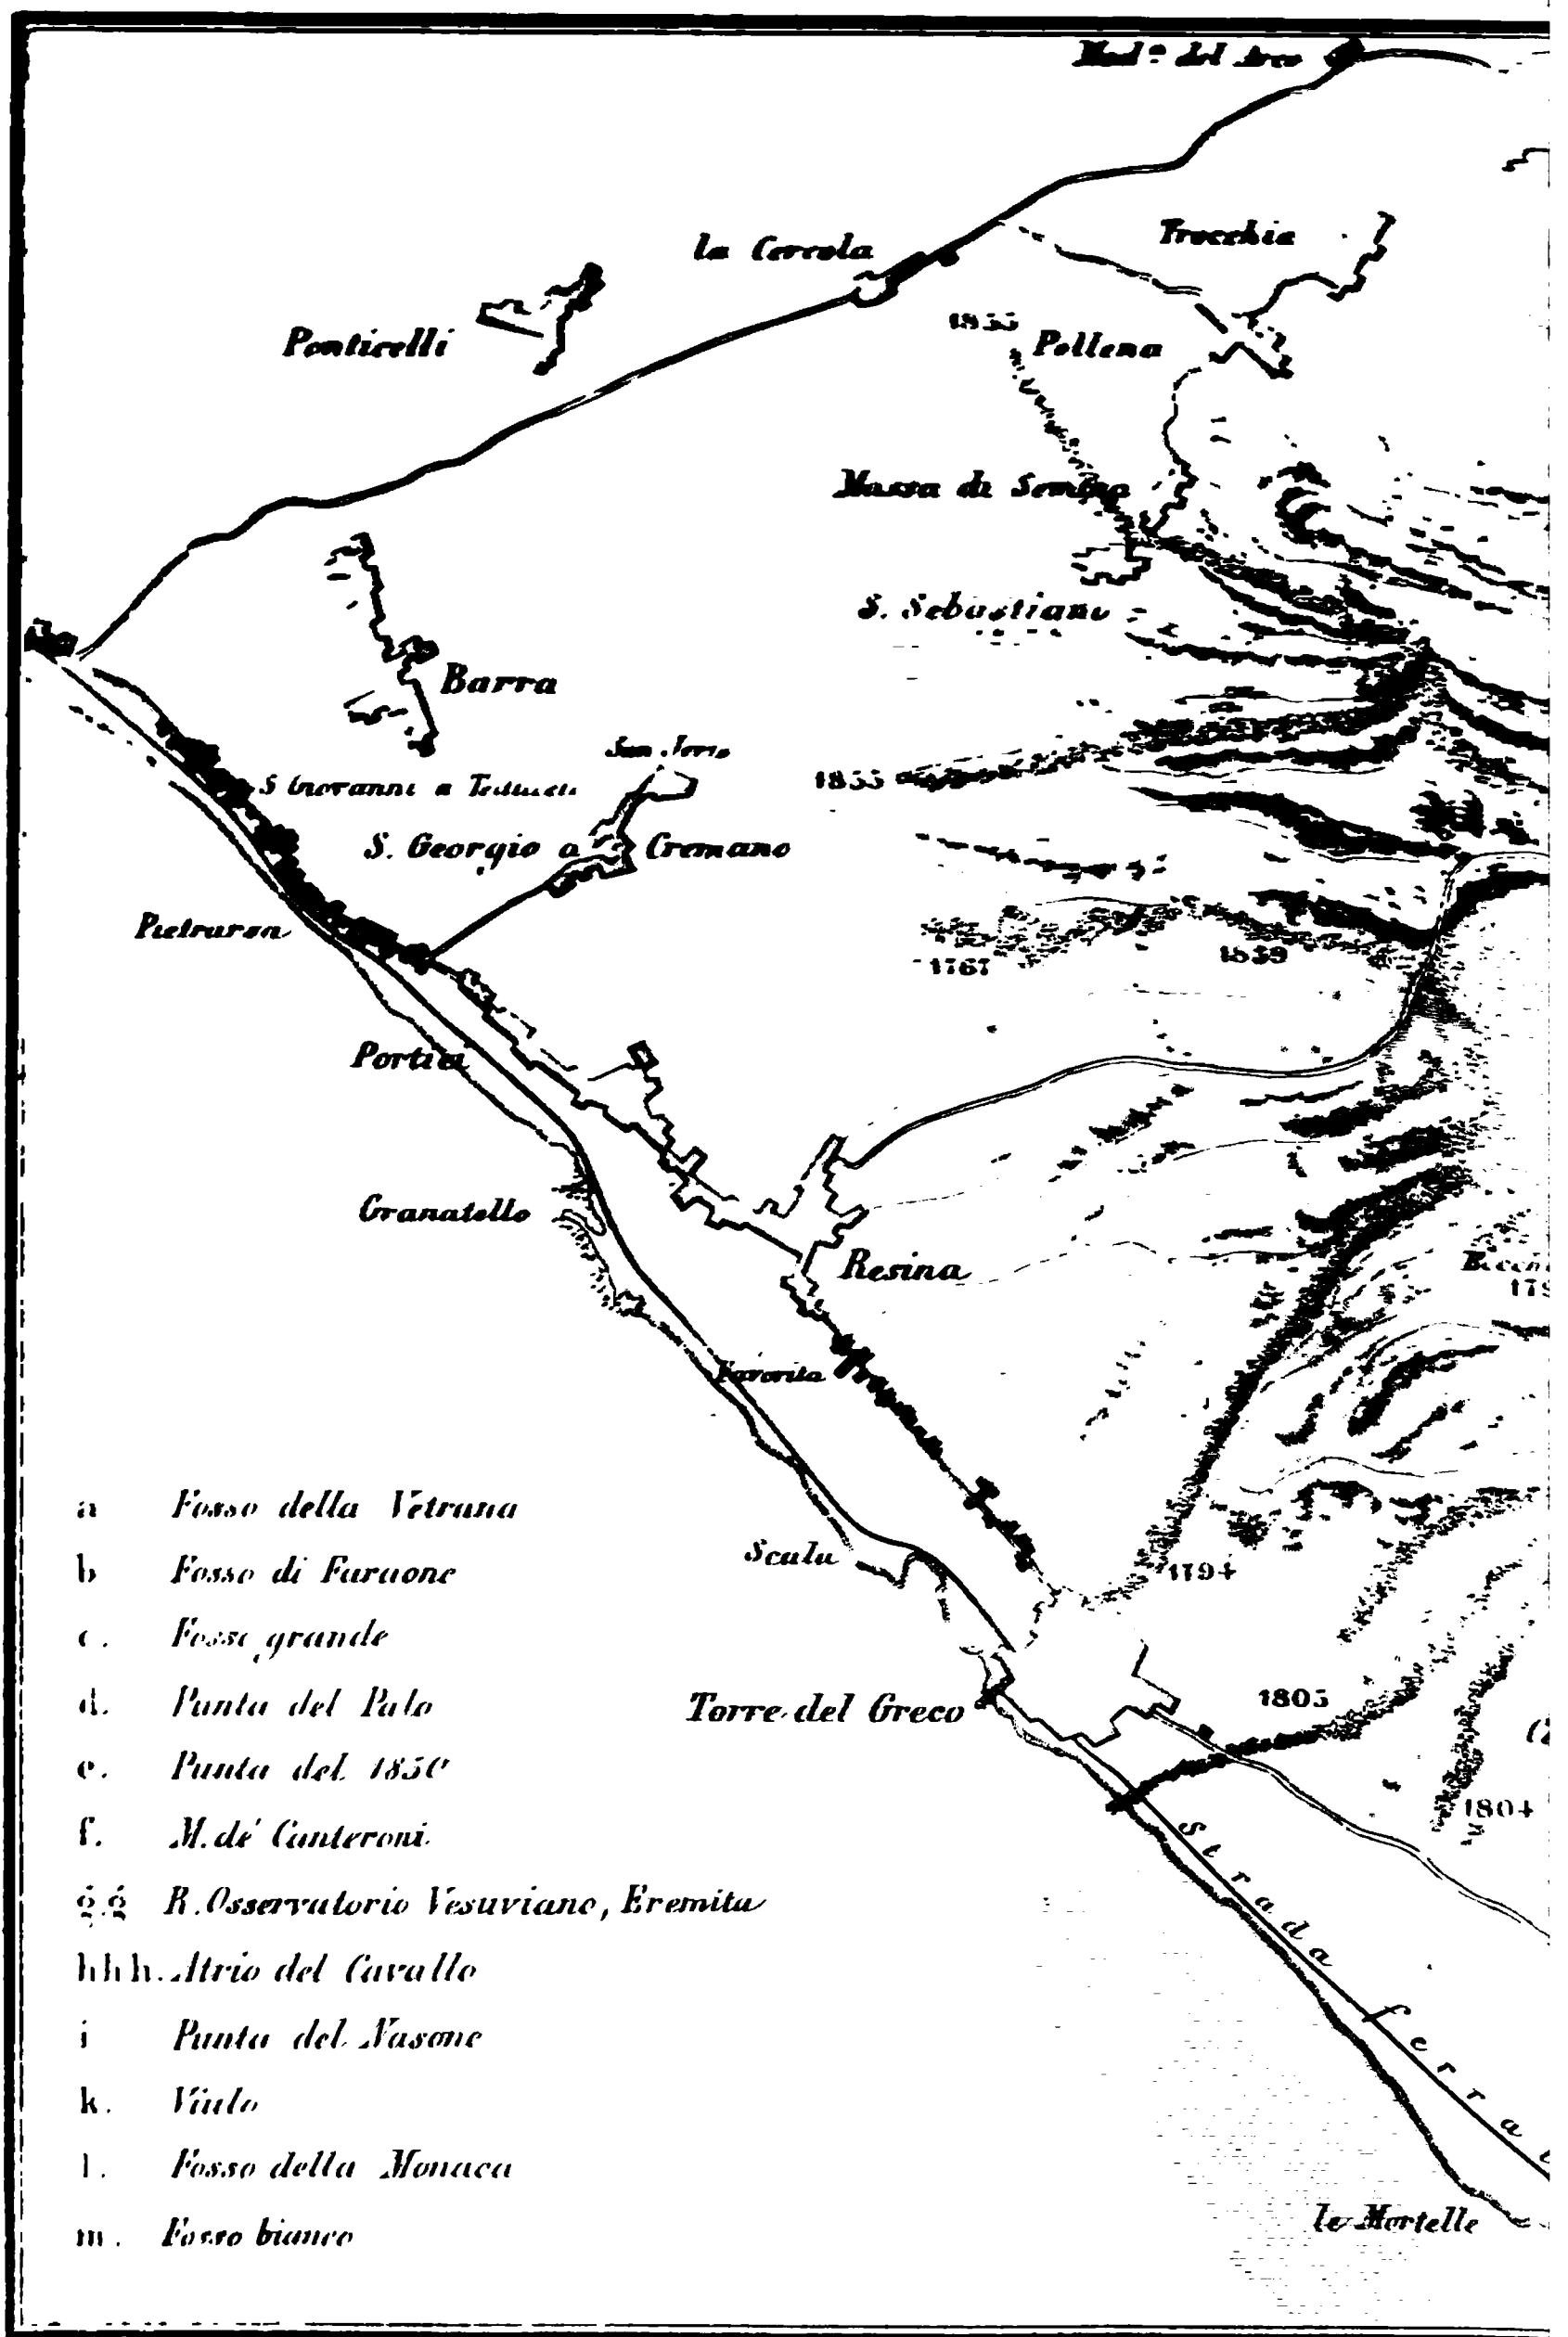 Mad.ª del Arco
la Cercola
Trocchia
Ponticelli
1855
Pollena
Massa di Somma
S. Sebastiano
Barra
San Jorio
1855
S Giovanni a Teduccio
S. Georgio a Cremano
Pietrarsa
1767
1839
Portici
Granatello
Resina
179
Favorita
a Fosso della Vetrana
Scala
b Fosso di Faraone
1794
c. Fosso grande
d. Punta del Palo
Torre del Greco
1805
e. Punta del 1850
f. M. de' Canteroni.
1804
Strada ferrat
g.g R. Osservatorio Vesuviano, Eremita
h h h. Atrio del Cavallo
i Punta del Nasone
k. Viulo
l. Fosso della Monaca
le Mortelle
m. Fosso bianco